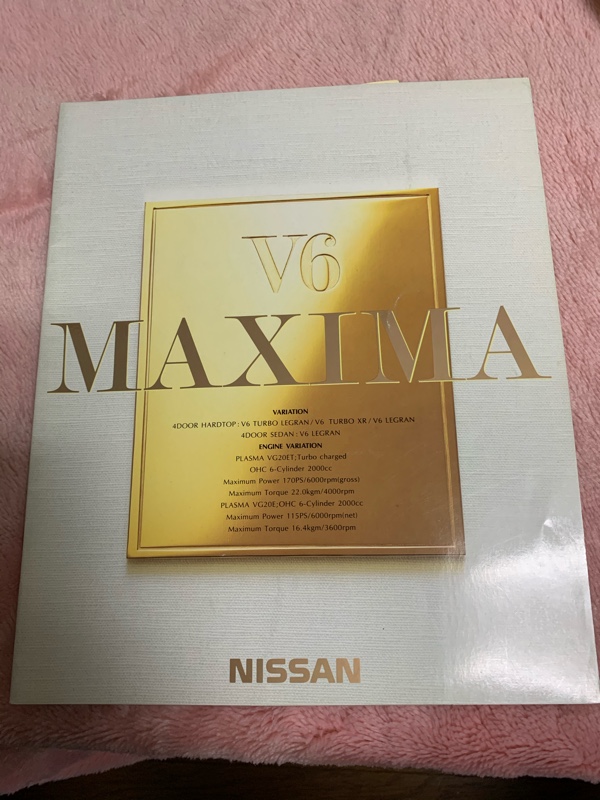 V6
MAXIMA
VARIATION
4DOOR HARDTOP : V6 TURBO LEGRAN / V6 TURBO XR / V6 LEGRAN
4DOOR SEDAN : V6 LEGRAN
ENGINE VARIATION
PLASMA VG20ET; Turbo charged
OHC 6-Cylinder 2000cc
Maximum Power 170PS/6000rpm(gross)
Maximum Torque 22.0kgm/4000rpm
PLASMA VG20E; OHC 6-Cylinder 2000cc
Maximum Power 115PS/6000rpm(net)
Maximum Torque 16.4kgm/3600rpm
NISSAN